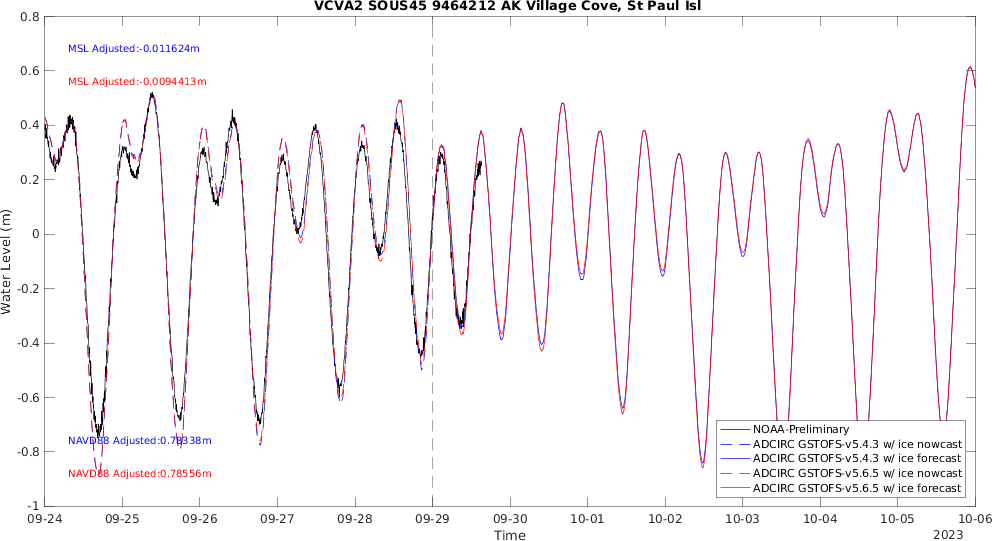 VCVA2 SOUS45 9464212 AK Village Cove, St Paul Isl
0.8
0.6
0.4
0.2
0
-0.2
-0.4
-0.6
-0.8
-1
Water Level (m)
MSL Adjusted:-0.011624m
MSL Adjusted:-0.0094413m
NAVD88 Adjusted:0.78338m
NAVD88 Adjusted:0.78556m
NOAA-Preliminary
ADCIRC GSTOFS-v5.4.3 w/ ice nowcast
ADCIRC GSTOFS-v5.4.3 w/ ice forecast
ADCIRC GSTOFS-v5.6.5 w/ ice nowcast
ADCIRC GSTOFS-v5.6.5 w/ ice forecast
09-24 09-25 09-26 09-27 09-28 09-29 09-30 10-01 10-02 10-03 10-04 10-05 10-06
Time
2023